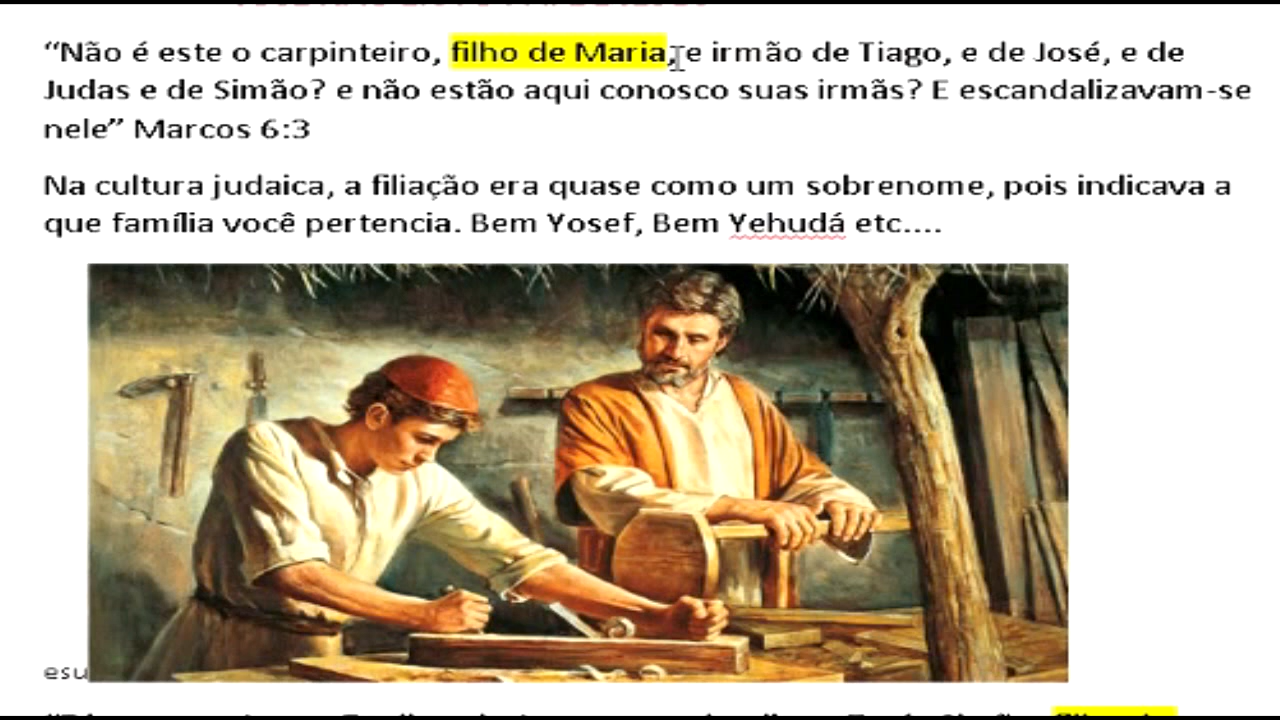 “Não é este o carpinteiro, filho de Maria, e irmão de Tiago, e de José, e de
Judas e de Simão? e não estão aqui conosco suas irmãs? E escandalizavam-se
nele” Marcos 6:3
Na cultura judaica, a filiação era quase como um sobrenome, pois indicava a
que família você pertencia. Bem Yosef, Bem Yehudá etc....
esu